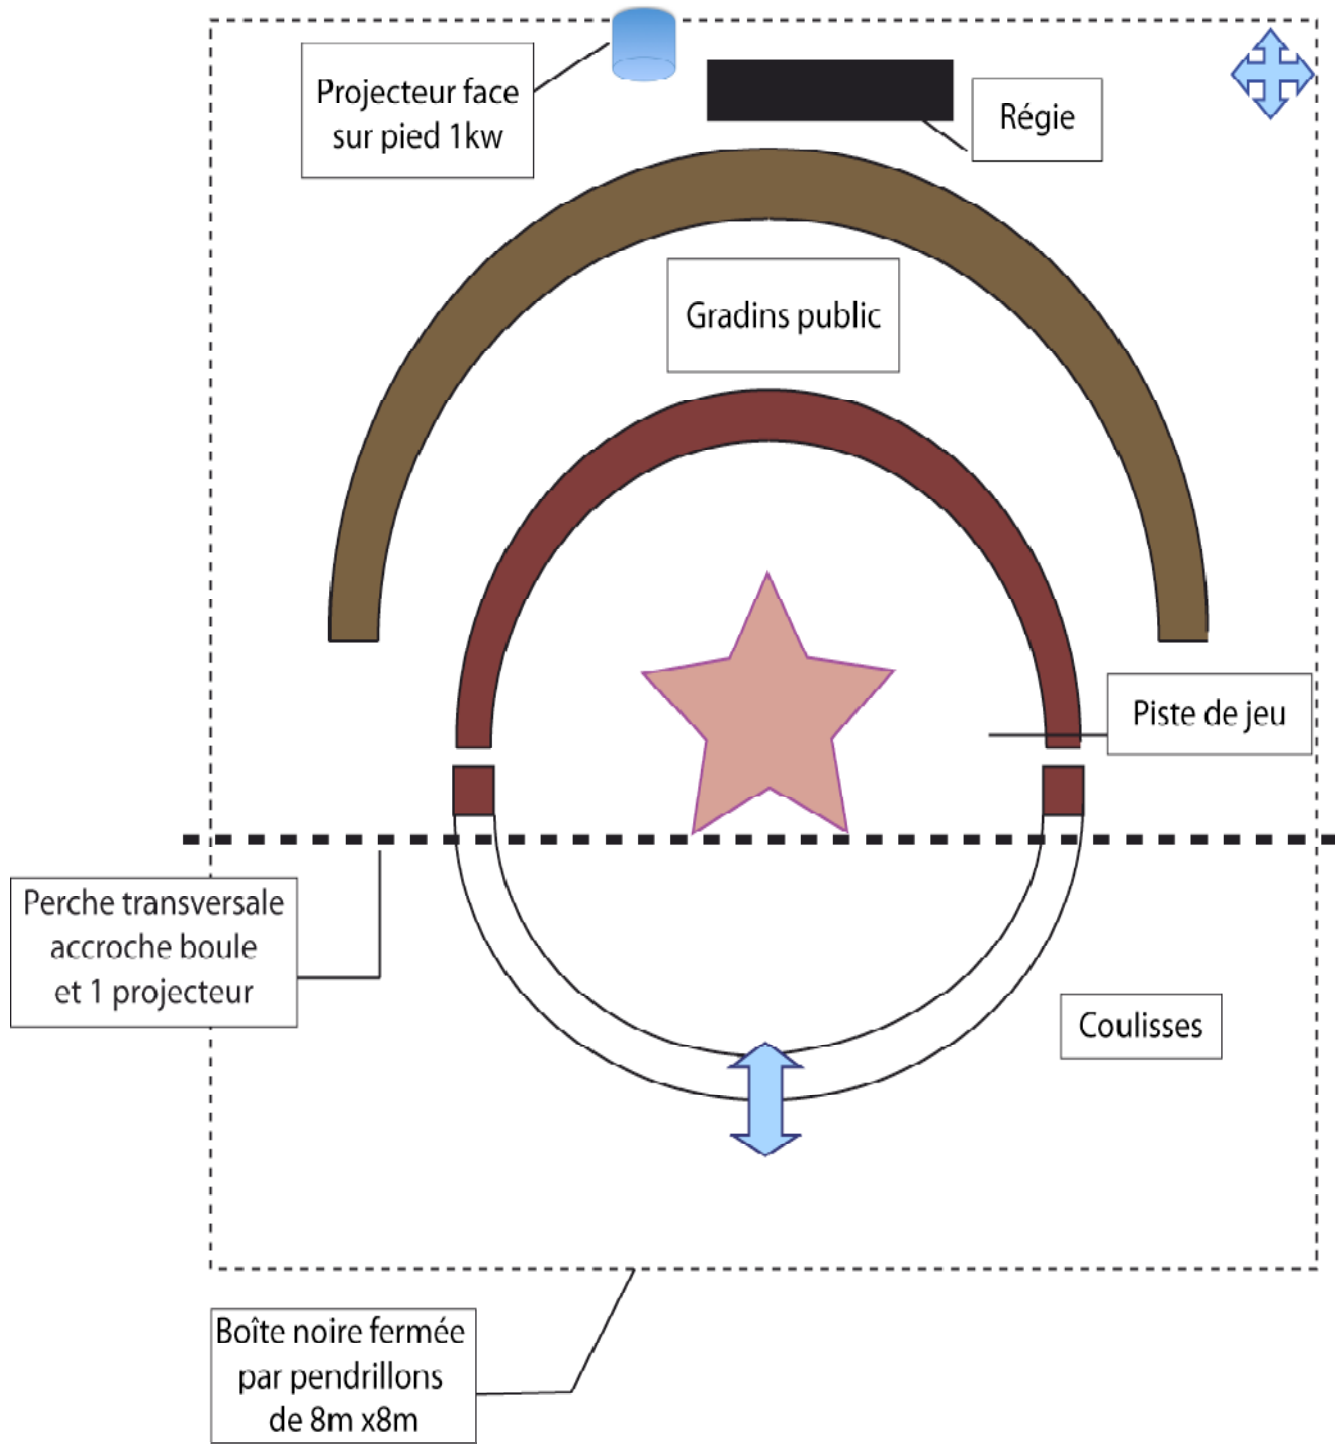 Projecteur face
sur pied 1kw
Régie
Gradins public
Piste de jeu
Perche transversale
accroche boule
et 1 projecteur
Coulisses
Boîte noire fermée
par pendrillons
de 8m x8m